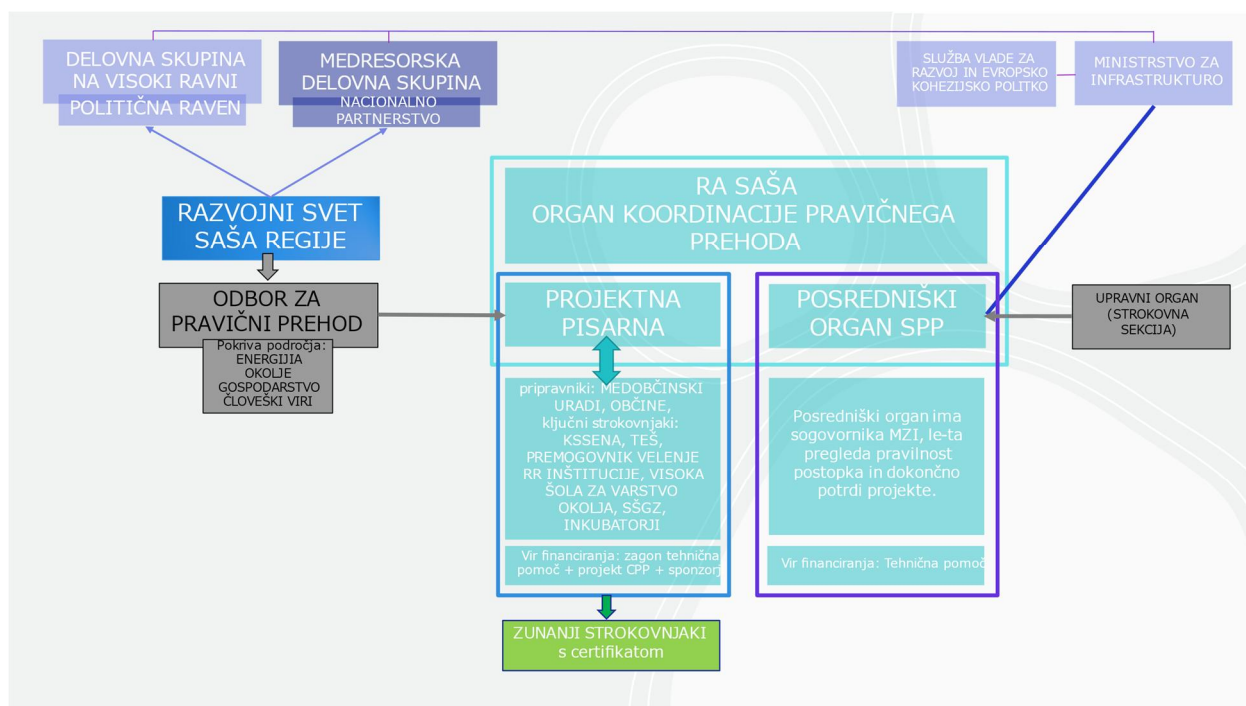 DELOVNA SKUPINA
NA VISOKI RAVNI
POLITIČNA RAVEN
MEDRESORSKA
DELOVNA SKUPINA
NACIONALNO
PARTNERSTVO
SLUŽBA VLADE ZA
RAZVOJ IN EVROPSKO
KOHEZIJSKO POLITKO
MINISTRSTVO ZA
INFRASTRUKTURO
RAZVOJNI SVET
SAŠA REGIJE
RA SAŠA
ORGAN KOORDINACIJE PRAVIČNEGA
PREHODA
ODBOR ZA
PRAVIČNI PREHOD
Pokriva področja:
ENERGIJIA
OKOLJE
GOSPODARSTVO
ČLOVEŠKI VIRI
PROJEKTNA
PISARNA
POSREDNIŠKI
ORGAN SPP
UPRAVNI ORGAN
(STROKOVNA
SEKCIJA)
pripravniki: MEDOBČINSKI
URADI, OBČINE,
ključni strokovnjaki:
KSSENA, TEŠ,
PREMOGOVNIK VELENJE
RR INŠTITUCIJE, VISOKA
ŠOLA ZA VARSTVO
OKOLJA, SŠGZ,
INKUBATORJI
Posredniški organ ima
sogovornika MZI, le-ta
pregleda pravilnost
postopka in dokončno
potrdi projekte.
Vir financiranja: zagon tehnična
pomoč + projekt CPP + sponzorj
Vir financiranja: Tehnična pomoč
ZUNANJI STROKOVNJAKI
s certifikatom